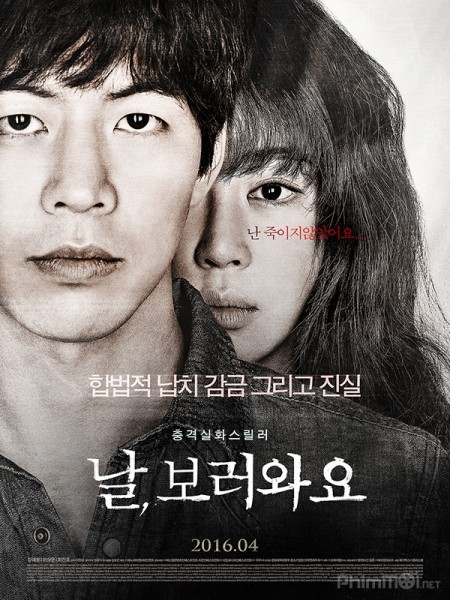 난 죽이지않았어요...
합법적 납치 감금 그리고 진실
충격실화스릴러
날, 보러와요
2016.04
PhimMoi.net